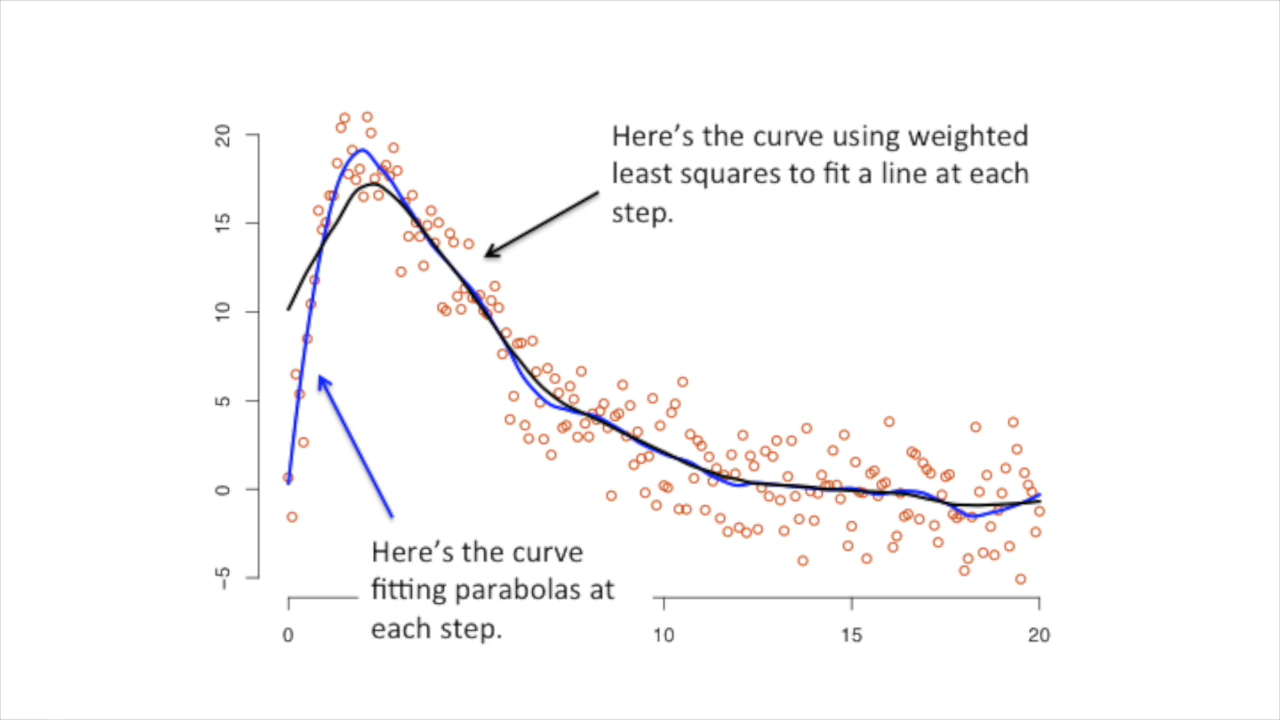 20
15
10
5
0
−5
Here’s the curve using weighted
least squares to fit a line at each
step.
Here’s the curve
fitting parabolas at
each step.
0
10
15
20